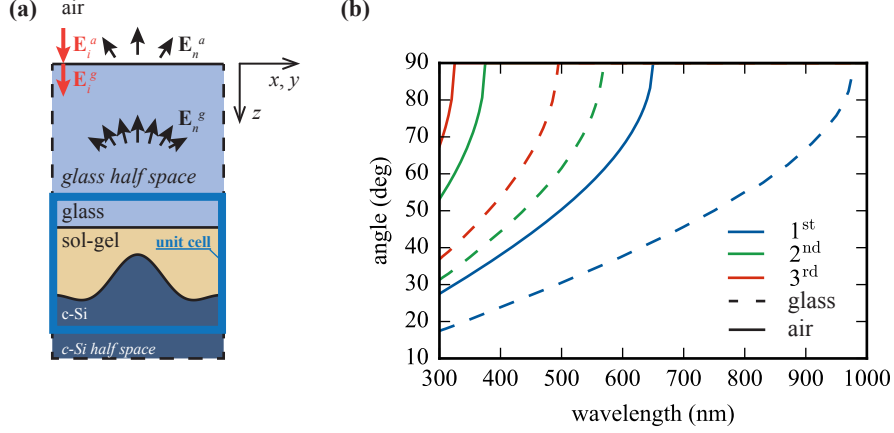 (a)
air
E_i^a
E_n^a
E_i^g
x, y
z
E_n^g
glass half space
glass
sol-gel
unit cell
c-Si
c-Si half space
(b)
90
80
70
60
50
40
30
20
10
angle (deg)
1st
2nd
3rd
glass
air
300 400 500 600 700 800 900 1000
wavelength (nm)